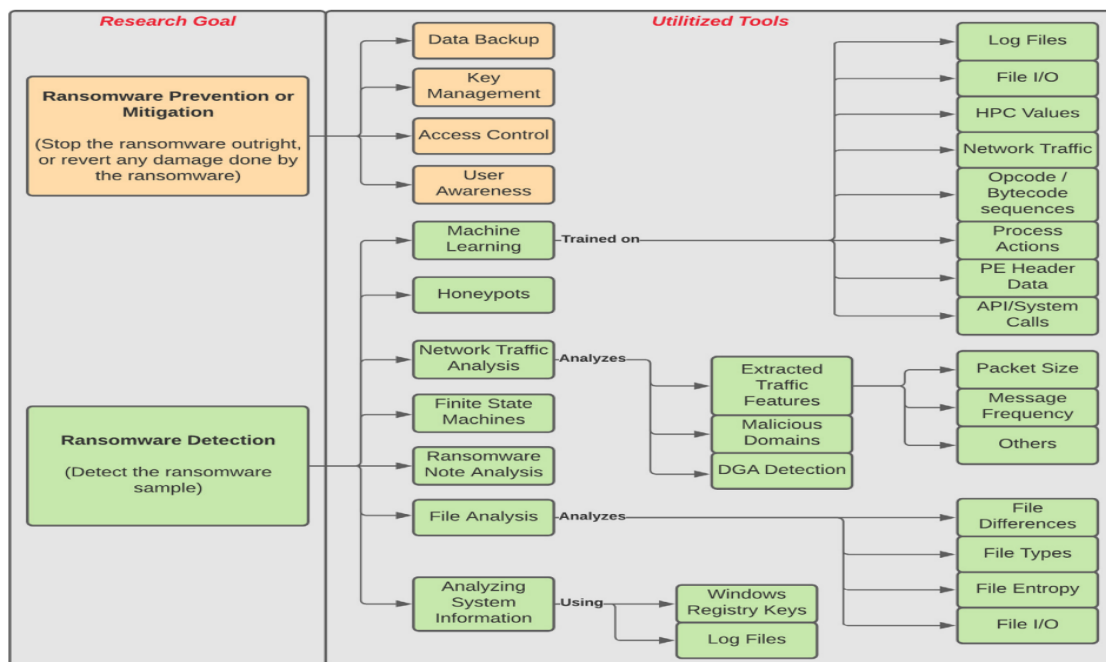 Research Goal
Utilitized Tools
Ransomware Prevention or
Mitigation
(Stop the ransomware outright,
or revert any damage done by
the ransomware)
Data Backup
Key
Management
Access Control
User
Awareness
Ransomware Detection
(Detect the ransomware
sample)
Machine
Learning
Trained on
Log Files
File I/O
HPC Values
Network Traffic
Opcode /
Bytecode
sequences
Process
Actions
PE Header
Data
API/System
Calls
Honeypots
Network Traffic
Analysis
Analyzes
Extracted
Traffic
Features
Packet Size
Message
Frequency
Others
Malicious
Domains
DGA Detection
Finite State
Machines
Ransomware
Note Analysis
File Analysis
Analyzes
File
Differences
File Types
File Entropy
File I/O
Analyzing
System
Information
Using
Windows
Registry Keys
Log Files